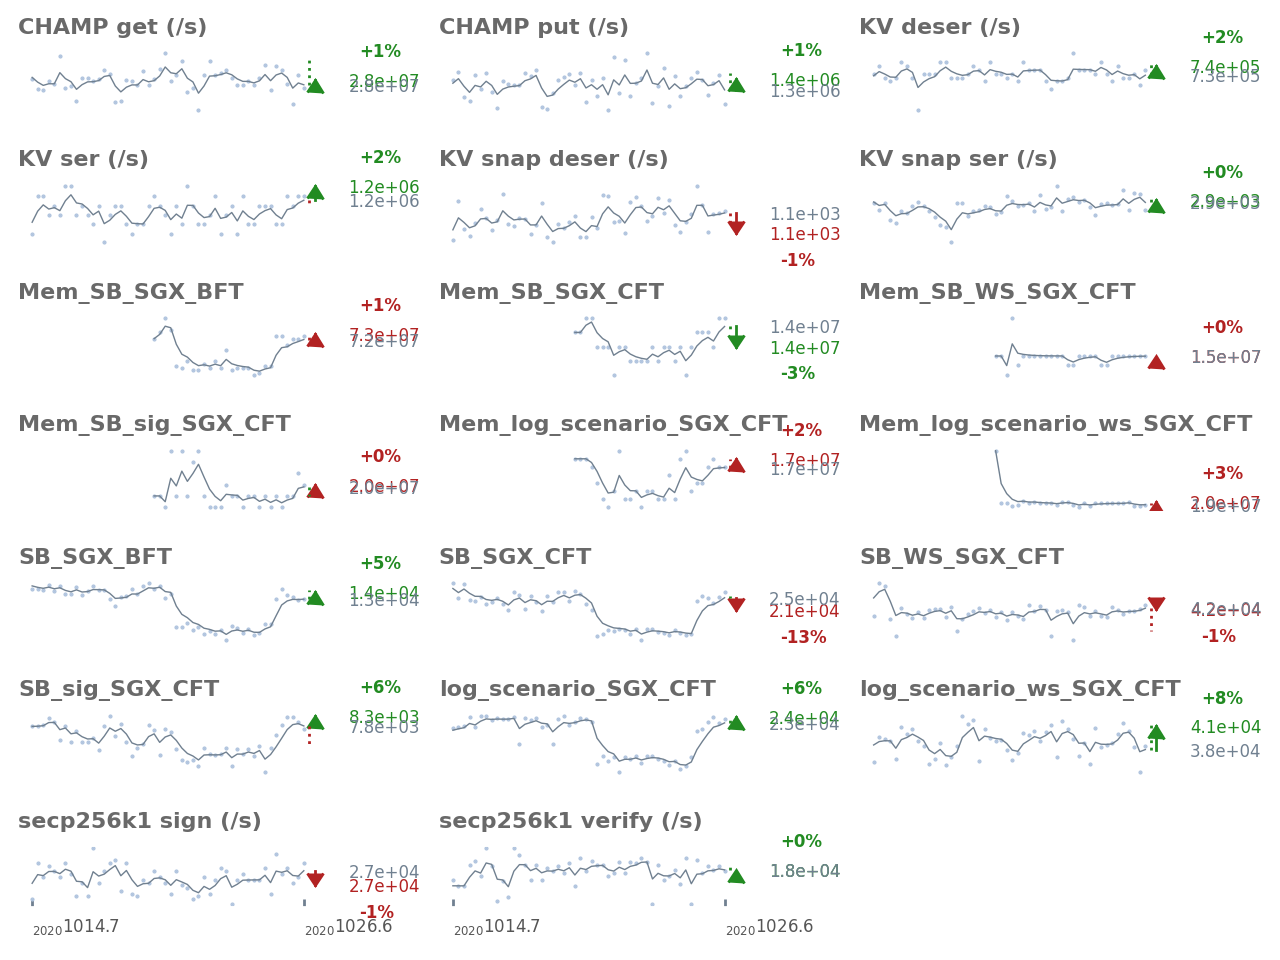 CHAMP get (/s)
+1%
2.8e+07
2.8e+07
CHAMP put (/s)
+1%
1.4e+06
1.3e+06
KV deser (/s)
+2%
7.4e+05
7.3e+05
KV ser (/s)
+2%
1.2e+06
1.2e+06
KV snap deser (/s)
1.1e+03
1.1e+03
-1%
KV snap ser (/s)
+0%
2.9e+03
2.9e+03
Mem_SB_SGX_BFT
+1%
7.3e+07
7.2e+07
Mem_SB_SGX_CFT
1.4e+07
1.4e+07
-3%
Mem_SB_WS_SGX_CFT
+0%
1.5e+07
Mem_SB_sig_SGX_CFT
+0%
2.0e+07
2.0e+07
Mem_log_scenario_SGX_CFT
+2%
1.7e+07
1.7e+07
Mem_log_scenario_ws_SGX_CFT
+3%
2.0e+07
1.9e+07
SB_SGX_BFT
+5%
1.4e+04
1.3e+04
SB_SGX_CFT
2.5e+04
2.1e+04
-13%
SB_WS_SGX_CFT
4.2e+04
-1%
SB_sig_SGX_CFT
+6%
8.3e+03
7.8e+03
log_scenario_SGX_CFT
+6%
2.4e+04
2.3e+04
log_scenario_ws_SGX_CFT
+8%
4.1e+04
3.8e+04
secp256k1 sign (/s)
2.7e+04
2.7e+04
-1%
2020 1014.7
2020 1026.6
secp256k1 verify (/s)
+0%
1.8e+04
2020 1014.7
2020 1026.6